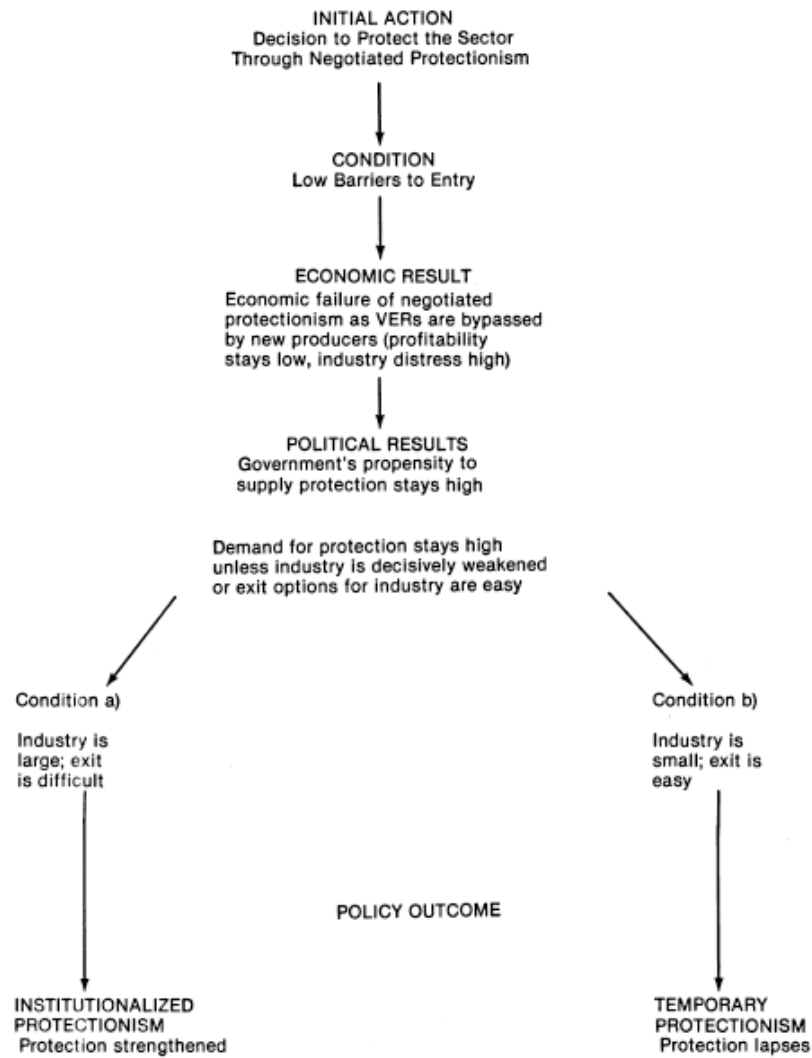 INITIAL ACTION
Decision to Protect the Sector
Through Negotiated Protectionism
CONDITION
Low Barriers to Entry
ECONOMIC RESULT
Economic failure of negotiated
protectionism as VERs are bypassed
by new producers (profitability
stays low, industry distress high)
POLITICAL RESULTS
Government's propensity to
supply protection stays high
Demand for protection stays high
unless industry is decisively weakened
or exit options for industry are easy
Condition a)
Industry is
large; exit
is difficult
Condition b)
Industry is
small; exit is
easy
POLICY OUTCOME
INSTITUTIONALIZED
PROTECTIONISM
Protection strengthened
TEMPORARY
PROTECTIONISM
Protection lapses